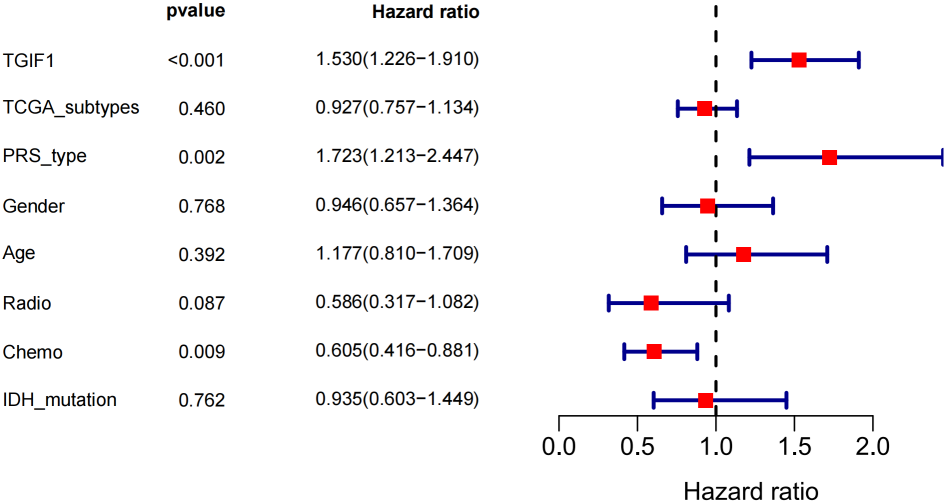 pvalue Hazard ratio
TGIF1 <0.001 1.530(1.226−1.910)
TCGA_subtypes 0.460 0.927(0.757−1.134)
PRS_type 0.002 1.723(1.213−2.447)
Gender 0.768 0.946(0.657−1.364)
Age 0.392 1.177(0.810−1.709)
Radio 0.087 0.586(0.317−1.082)
Chemo 0.009 0.605(0.416−0.881)
IDH_mutation 0.762 0.935(0.603−1.449)
0.0 0.5 1.0 1.5 2.0
Hazard ratio